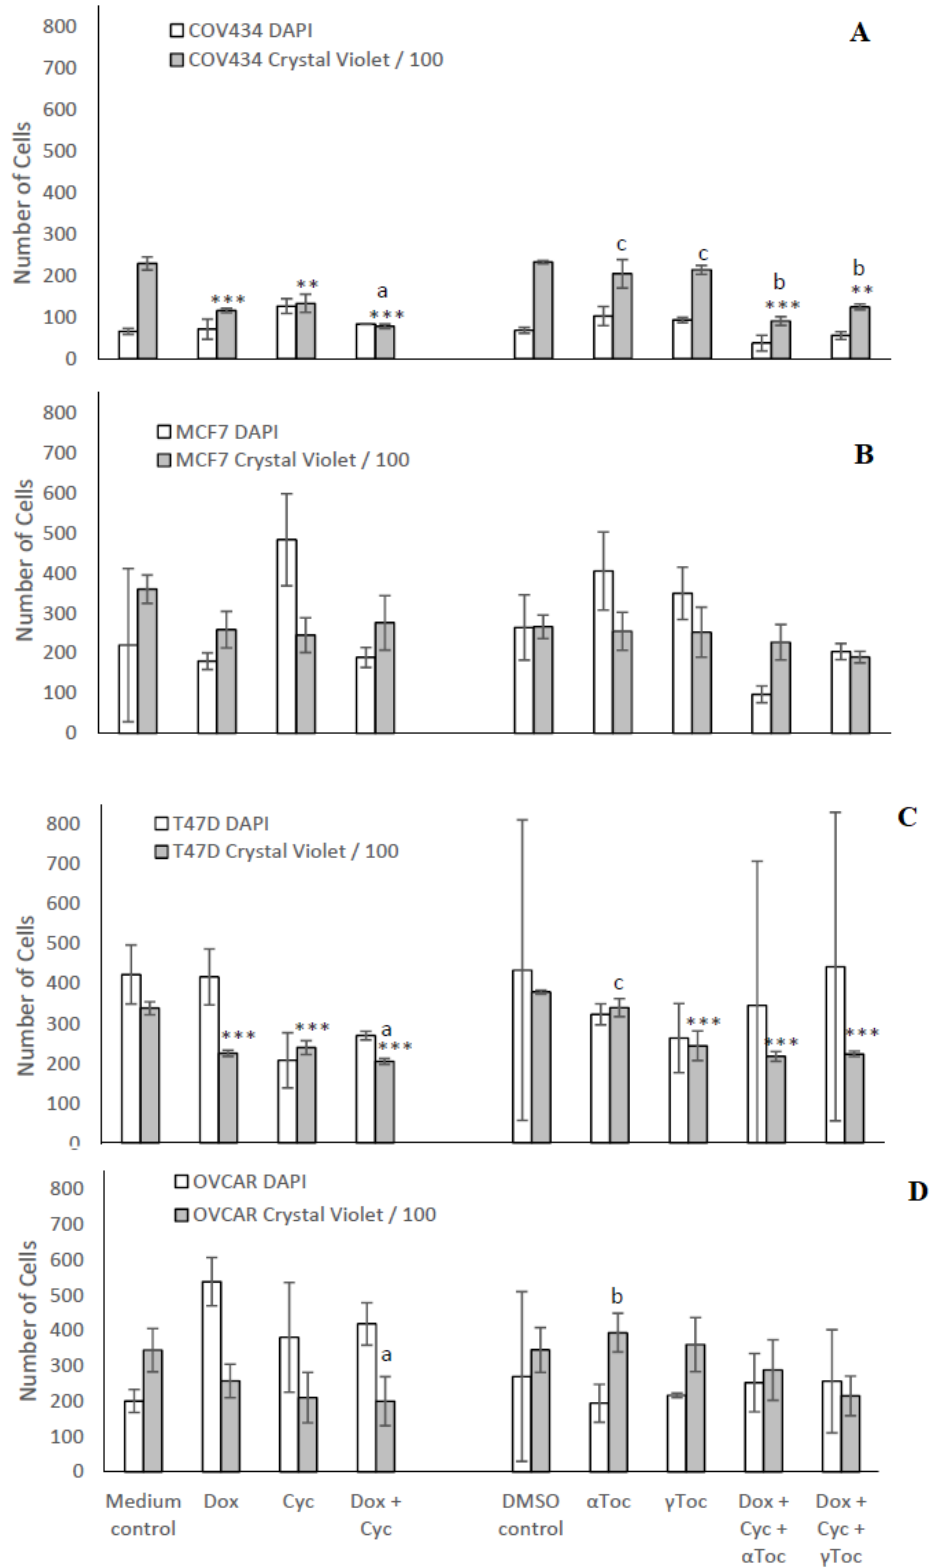 A
COV434 DAPI
COV434 Crystal Violet / 100
Number of Cells
800
700
600
500
400
300
200
100
0
***
**
a
***
c
c
b
***
b
**
B
MCF7 DAPI
MCF7 Crystal Violet / 100
Number of Cells
800
700
600
500
400
300
200
100
0
C
T47D DAPI
T47D Crystal Violet / 100
Number of Cells
800
700
600
500
400
300
200
100
0
***
***
a
***
c
***
***
***
D
OVCAR DAPI
OVCAR Crystal Violet / 100
Number of Cells
800
700
600
500
400
300
200
100
0
a
b
Medium control
Dox
Cyc
Dox + Cyc
DMSO control
αToc
γToc
Dox + Cyc + αToc
Dox + Cyc + γToc